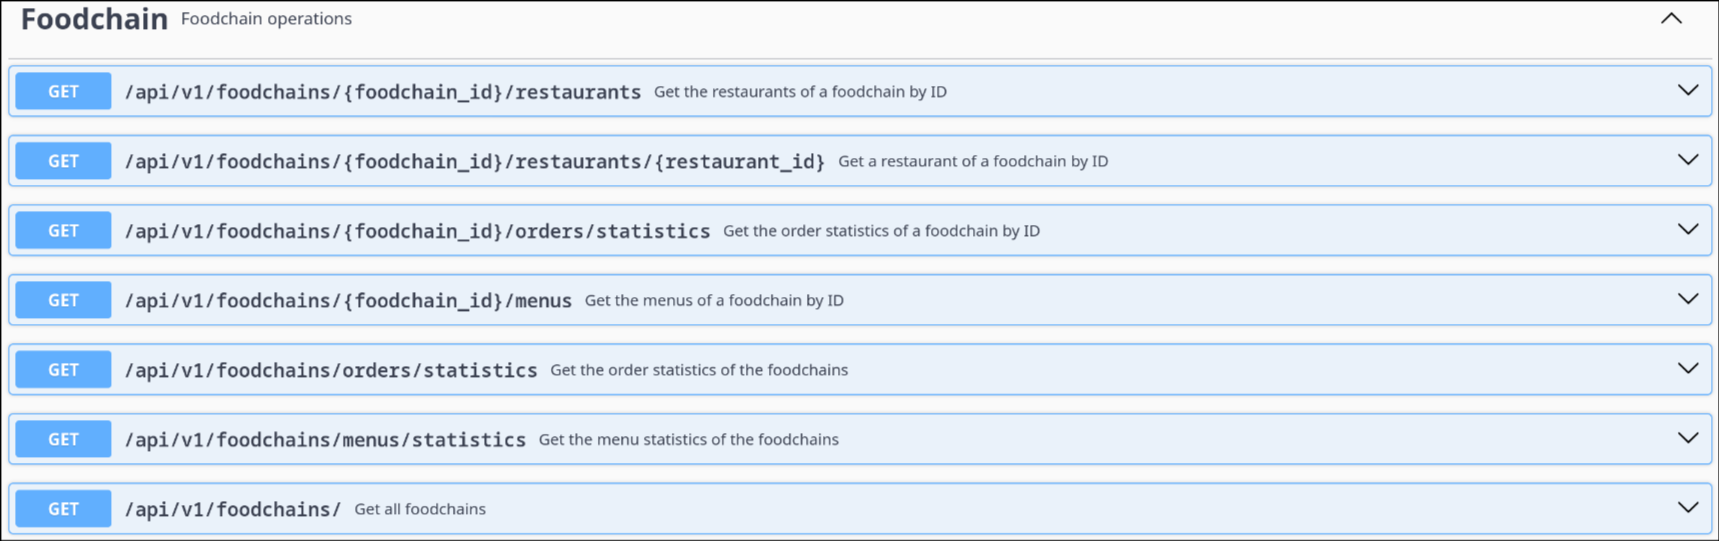 Foodchain Foodchain operations
GET /api/v1/foodchains/{foodchain_id}/restaurants Get the restaurants of a foodchain by ID
GET /api/v1/foodchains/{foodchain_id}/restaurants/{restaurant_id} Get a restaurant of a foodchain by ID
GET /api/v1/foodchains/{foodchain_id}/orders/statistics Get the order statistics of a foodchain by ID
GET /api/v1/foodchains/{foodchain_id}/menus Get the menus of a foodchain by ID
GET /api/v1/foodchains/orders/statistics Get the order statistics of the foodchains
GET /api/v1/foodchains/menus/statistics Get the menu statistics of the foodchains
GET /api/v1/foodchains/ Get all foodchains